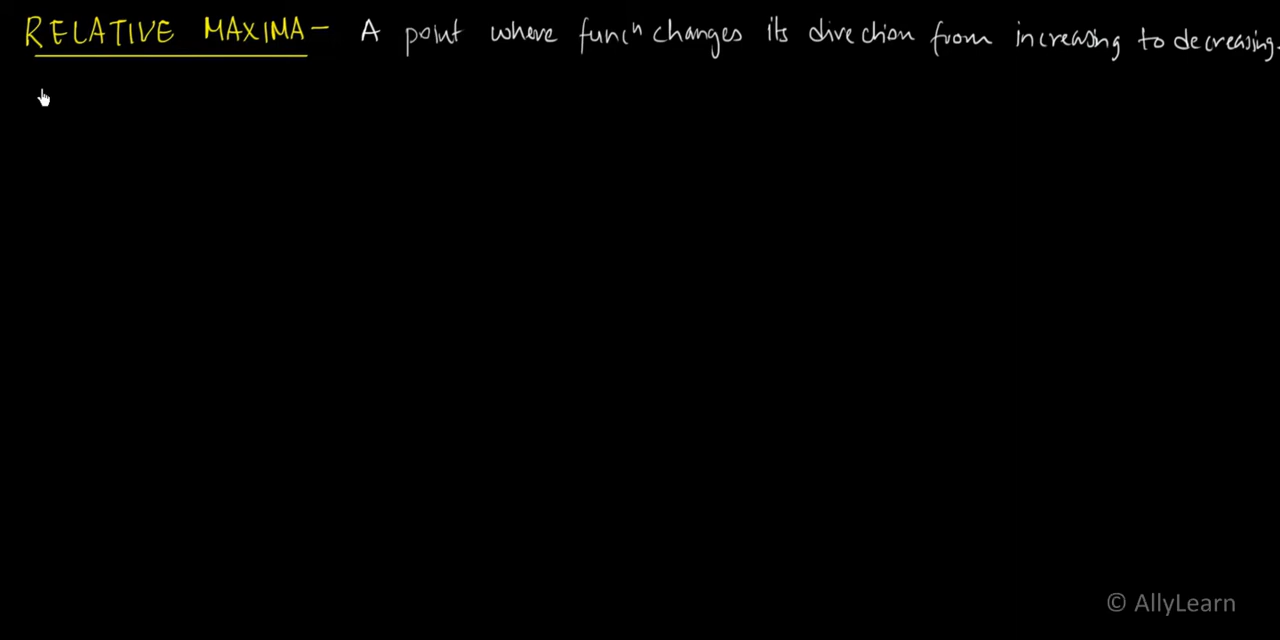 RELATIVE MAXIMA - A point where funcⁿ changes its direction from increasing to decreasing.
© AllyLearn